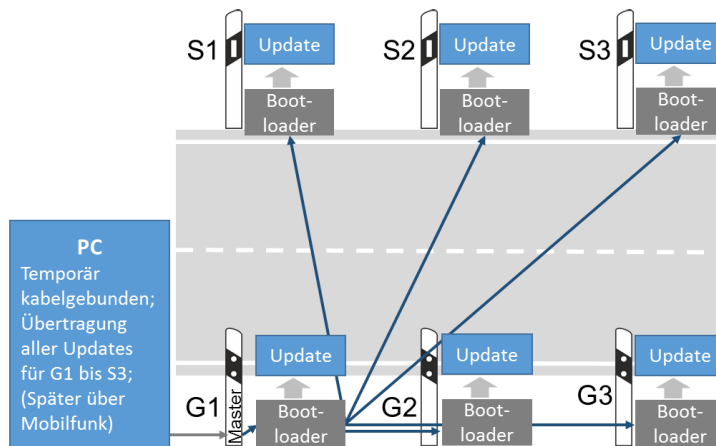 S1
Update
Boot-
loader
S2
Update
Boot-
loader
S3
Update
Boot-
loader
PC
Temporär
kabelgebunden;
Übertragung
aller Updates
für G1 bis S3;
(Später über
Mobilfunk)
G1
Master
Update
Boot-
loader
G2
Update
Boot-
loader
G3
Update
Boot-
loader